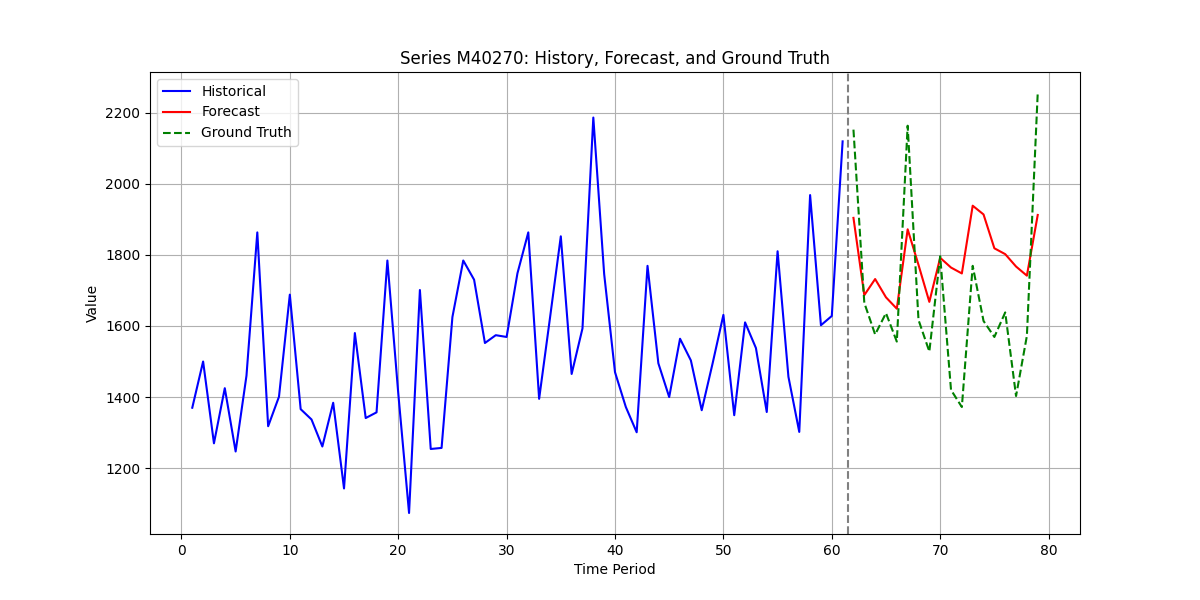 Series M40270: History, Forecast, and Ground Truth
Historical
Forecast
Ground Truth
Value
2200
2000
1800
1600
1400
1200
0 10 20 30 40 50 60 70 80
Time Period